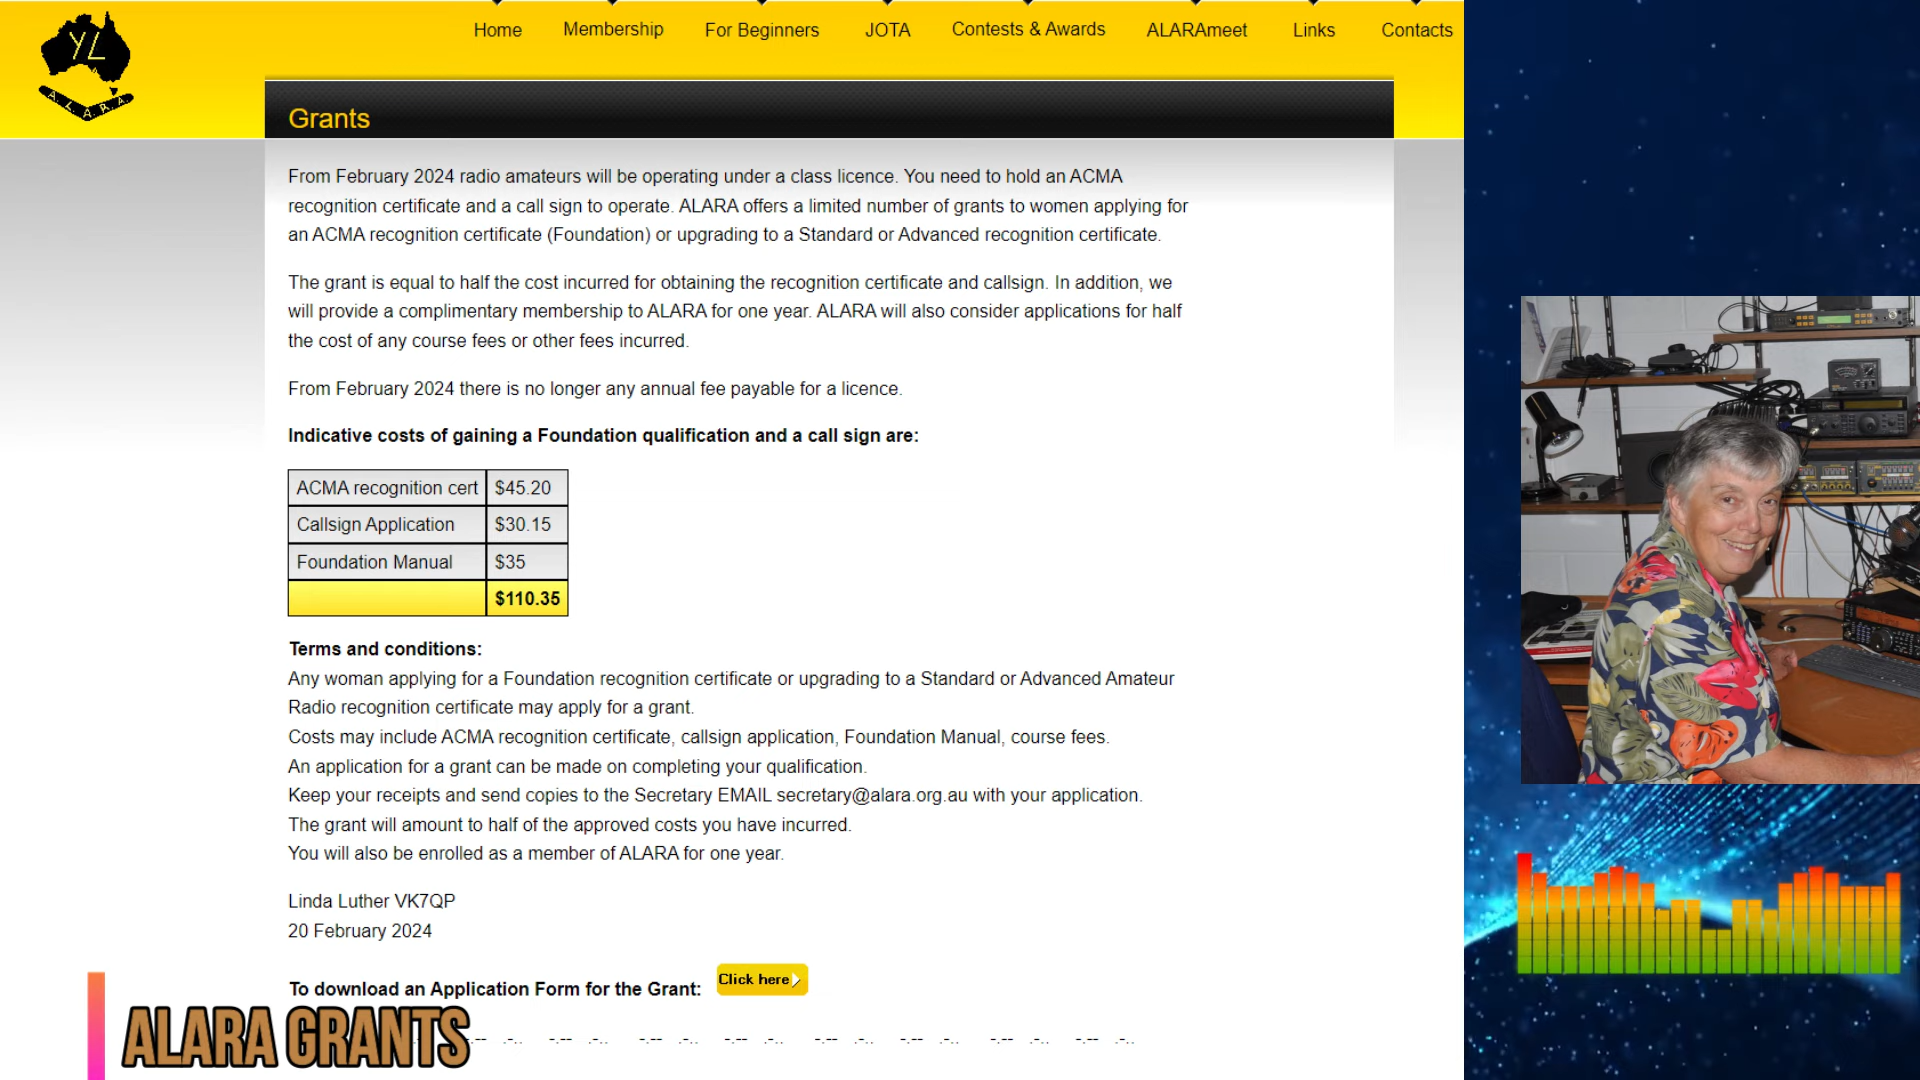 YL
A.L.A.R.A.
Home
Membership
For Beginners
JOTA
Contests & Awards
ALARAmeet
Links
Contacts
Grants
From February 2024 radio amateurs will be operating under a class licence. You need to hold an ACMA
recognition certificate and a call sign to operate. ALARA offers a limited number of grants to women applying for
an ACMA recognition certificate (Foundation) or upgrading to a Standard or Advanced recognition certificate.
The grant is equal to half the cost incurred for obtaining the recognition certificate and callsign. In addition, we
will provide a complimentary membership to ALARA for one year. ALARA will also consider applications for half
the cost of any course fees or other fees incurred.
From February 2024 there is no longer any annual fee payable for a licence.
Indicative costs of gaining a Foundation qualification and a call sign are:
ACMA recognition cert $45.20
Callsign Application $30.15
Foundation Manual $35
$110.35
Terms and conditions:
Any woman applying for a Foundation recognition certificate or upgrading to a Standard or Advanced Amateur
Radio recognition certificate may apply for a grant.
Costs may include ACMA recognition certificate, callsign application, Foundation Manual, course fees.
An application for a grant can be made on completing your qualification.
Keep your receipts and send copies to the Secretary EMAIL secretary@alara.org.au with your application.
The grant will amount to half of the approved costs you have incurred.
You will also be enrolled as a member of ALARA for one year.
Linda Luther VK7QP
20 February 2024
To download an Application Form for the Grant: Click here
ALARA GRANTS